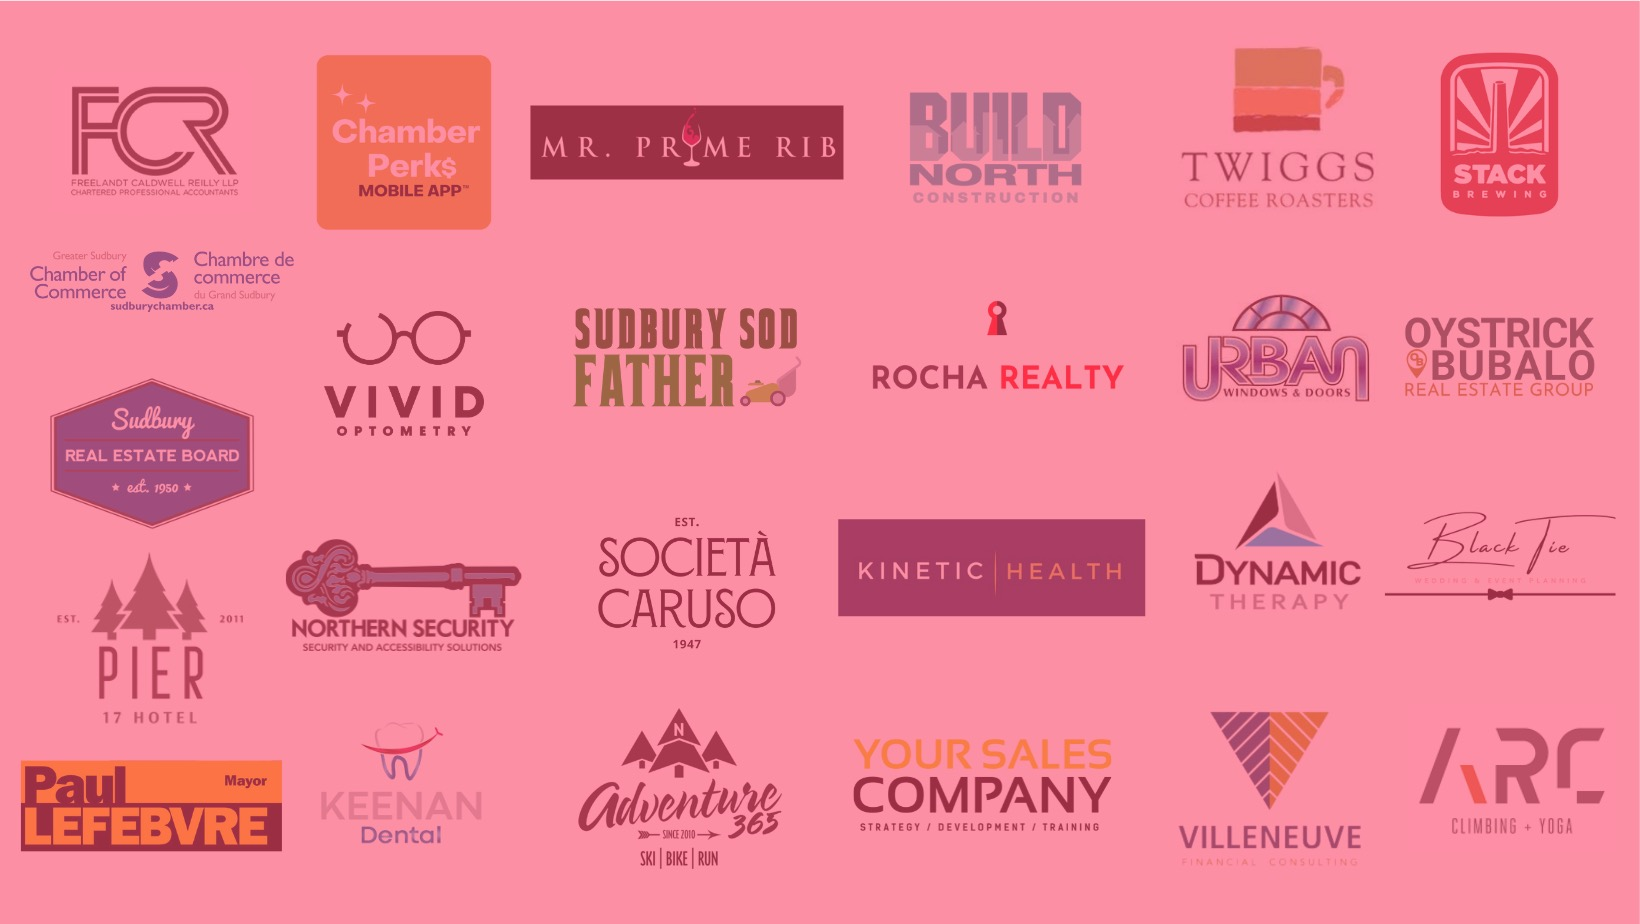 FCR
FREELANDT CALDWELL REILLY LLP
CHARTERED PROFESSIONAL ACCOUNTANTS
Chamber
Perk$
MOBILE APP™
MR. PRIME RIB
BUILD
NORTH
CONSTRUCTION
TWIGGS
COFFEE ROASTERS
STACK
BREWING
Greater Sudbury
Chamber of
Commerce
Chambre de
commerce
du Grand Sudbury
sudburychamber.ca
VIVID
OPTOMETRY
SUDBURY SOD
FATHER
ROCHA REALTY
URBAN
WINDOWS & DOORS
OYSTRICK
OB
BUBALO
REAL ESTATE GROUP
Sudbury
REAL ESTATE BOARD
★ est. 1950 ★
NORTHERN SECURITY
SECURITY AND ACCESSIBILITY SOLUTIONS
EST.
SOCIETÀ
CARUSO
1947
KINETIC | HEALTH
DYNAMIC
THERAPY
Black Tie
WEDDING & EVENT PLANNING
EST. 2011
PIER
17 HOTEL
Paul Mayor
LEFEBVRE
KEENAN
Dental
N
Adventure
365
SINCE 2010
SKI | BIKE | RUN
YOUR SALES
COMPANY
STRATEGY / DEVELOPMENT / TRAINING
VILLENEUVE
FINANCIAL CONSULTING
ARC
CLIMBING + YOGA